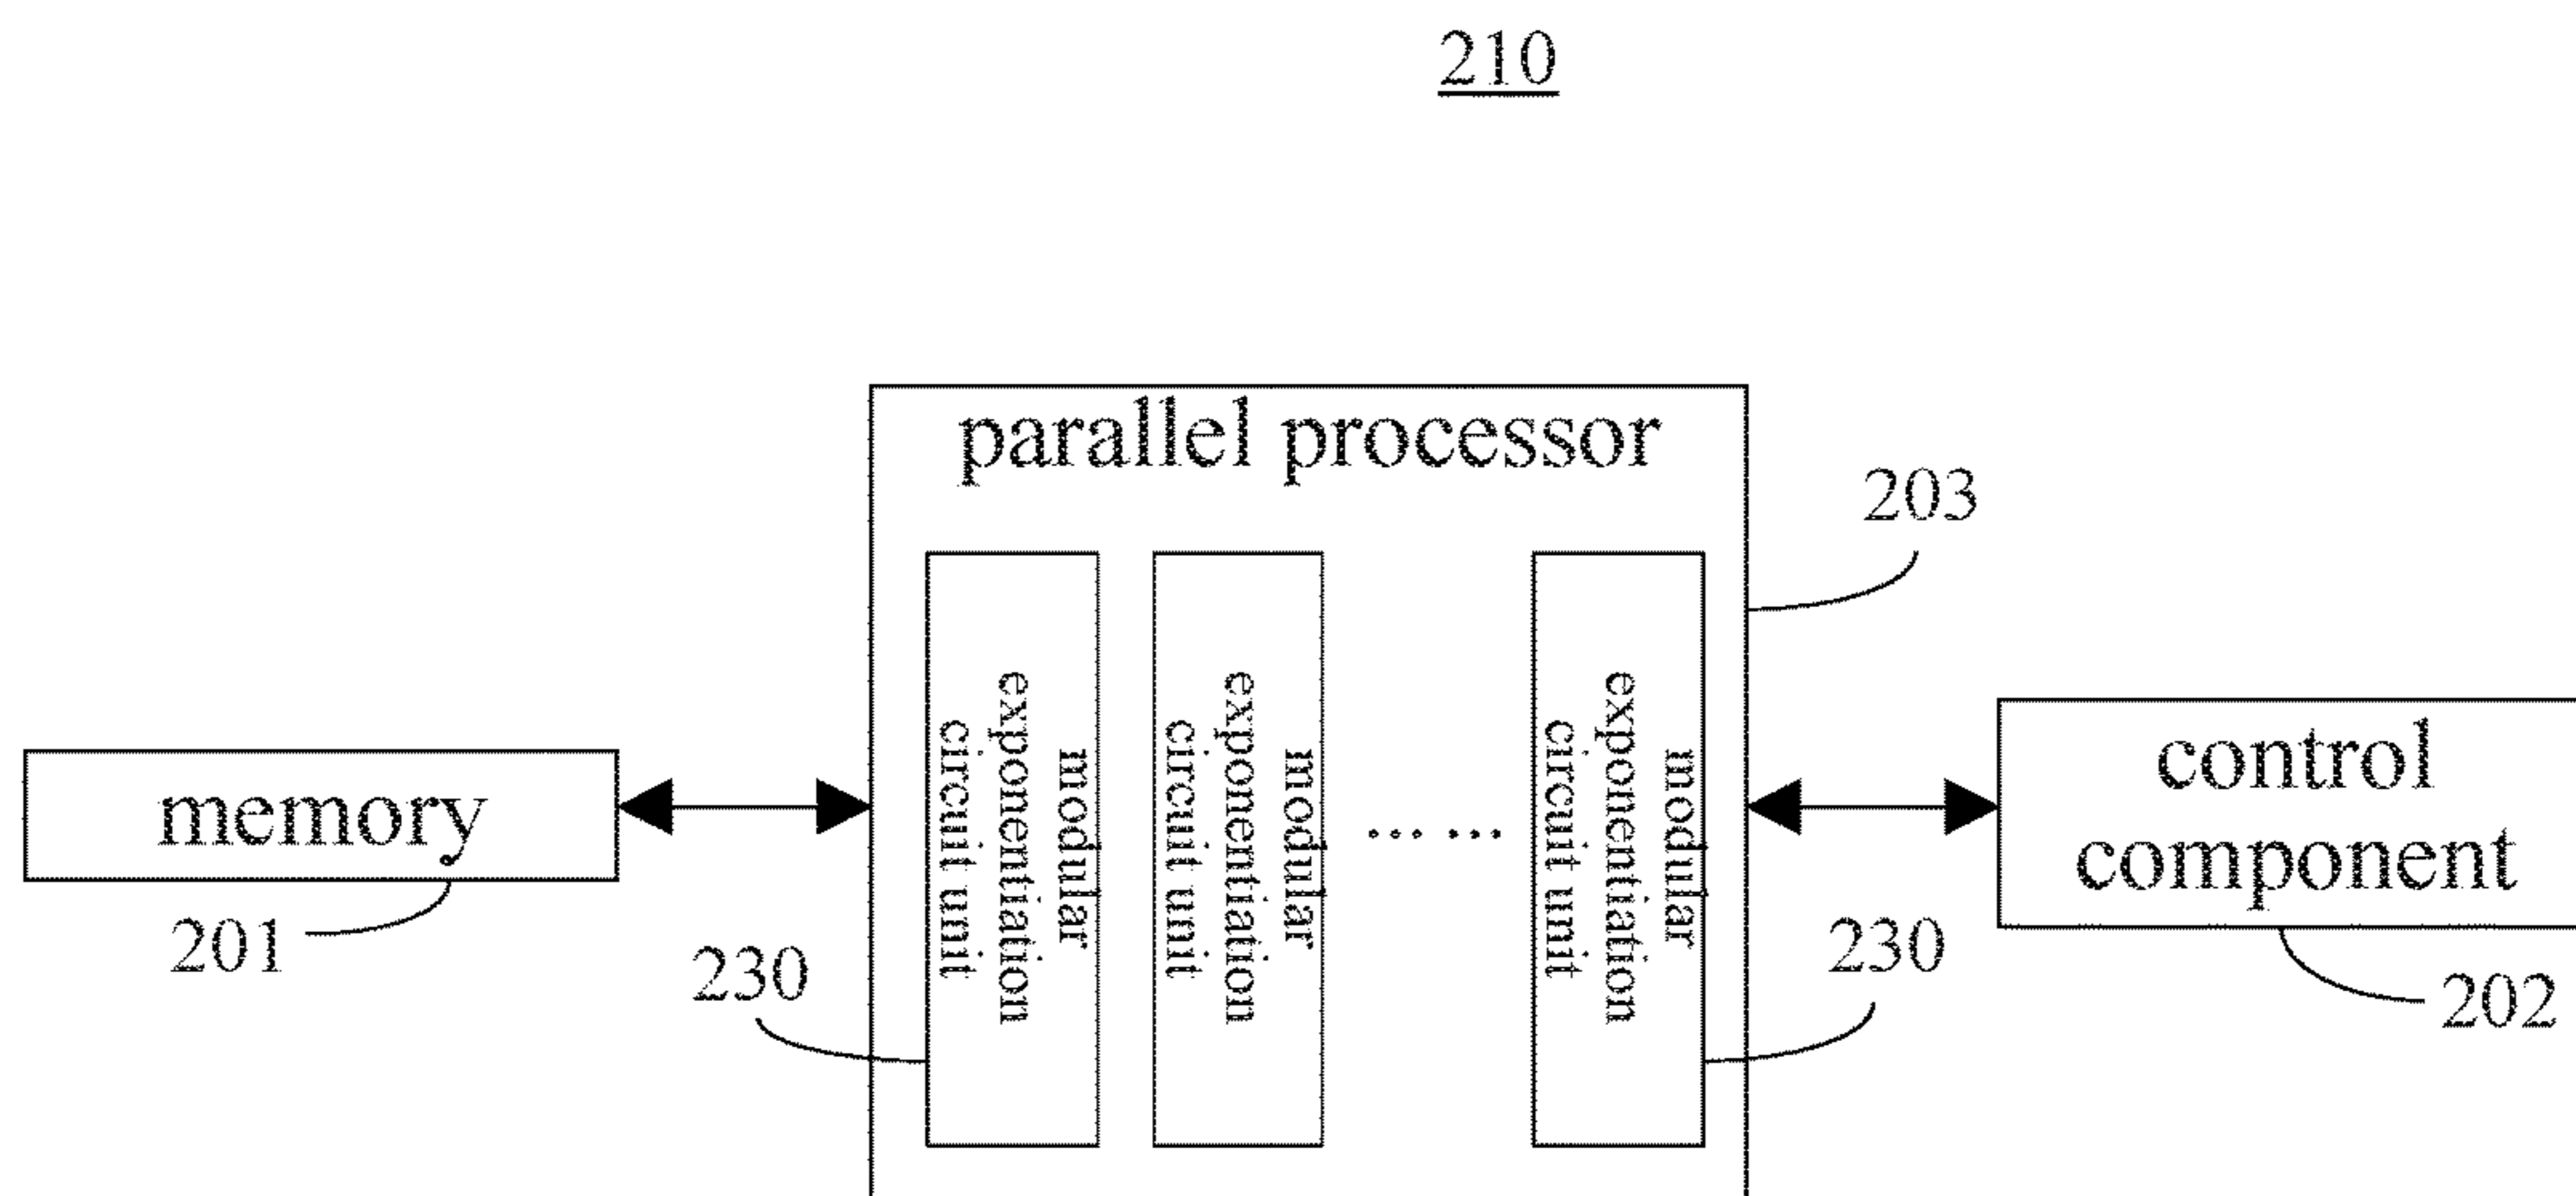 210
parallel processor
203
modular
exponentiation
circuit unit
modular
exponentiation
circuit unit
... ...
modular
exponentiation
circuit unit
memory
control
component
201
230
230
202